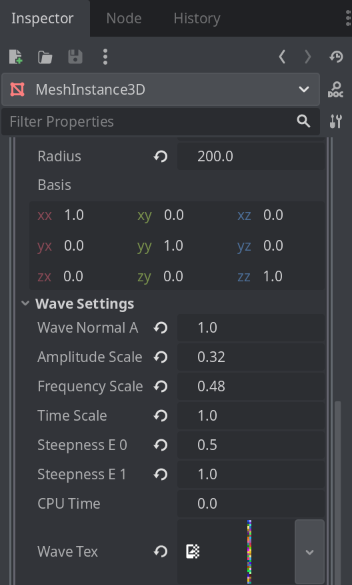 Inspector Node History
MeshInstance3D
DOC
Filter Properties
Radius 200.0
Basis
xx 1.0 xy 0.0 xz 0.0
yx 0.0 yy 1.0 yz 0.0
zx 0.0 zy 0.0 zz 1.0
Wave Settings
Wave Normal A 1.0
Amplitude Scale 0.32
Frequency Scale 0.48
Time Scale 1.0
Steepness E 0 0.5
Steepness E 1 1.0
CPU Time 0.0
Wave Tex